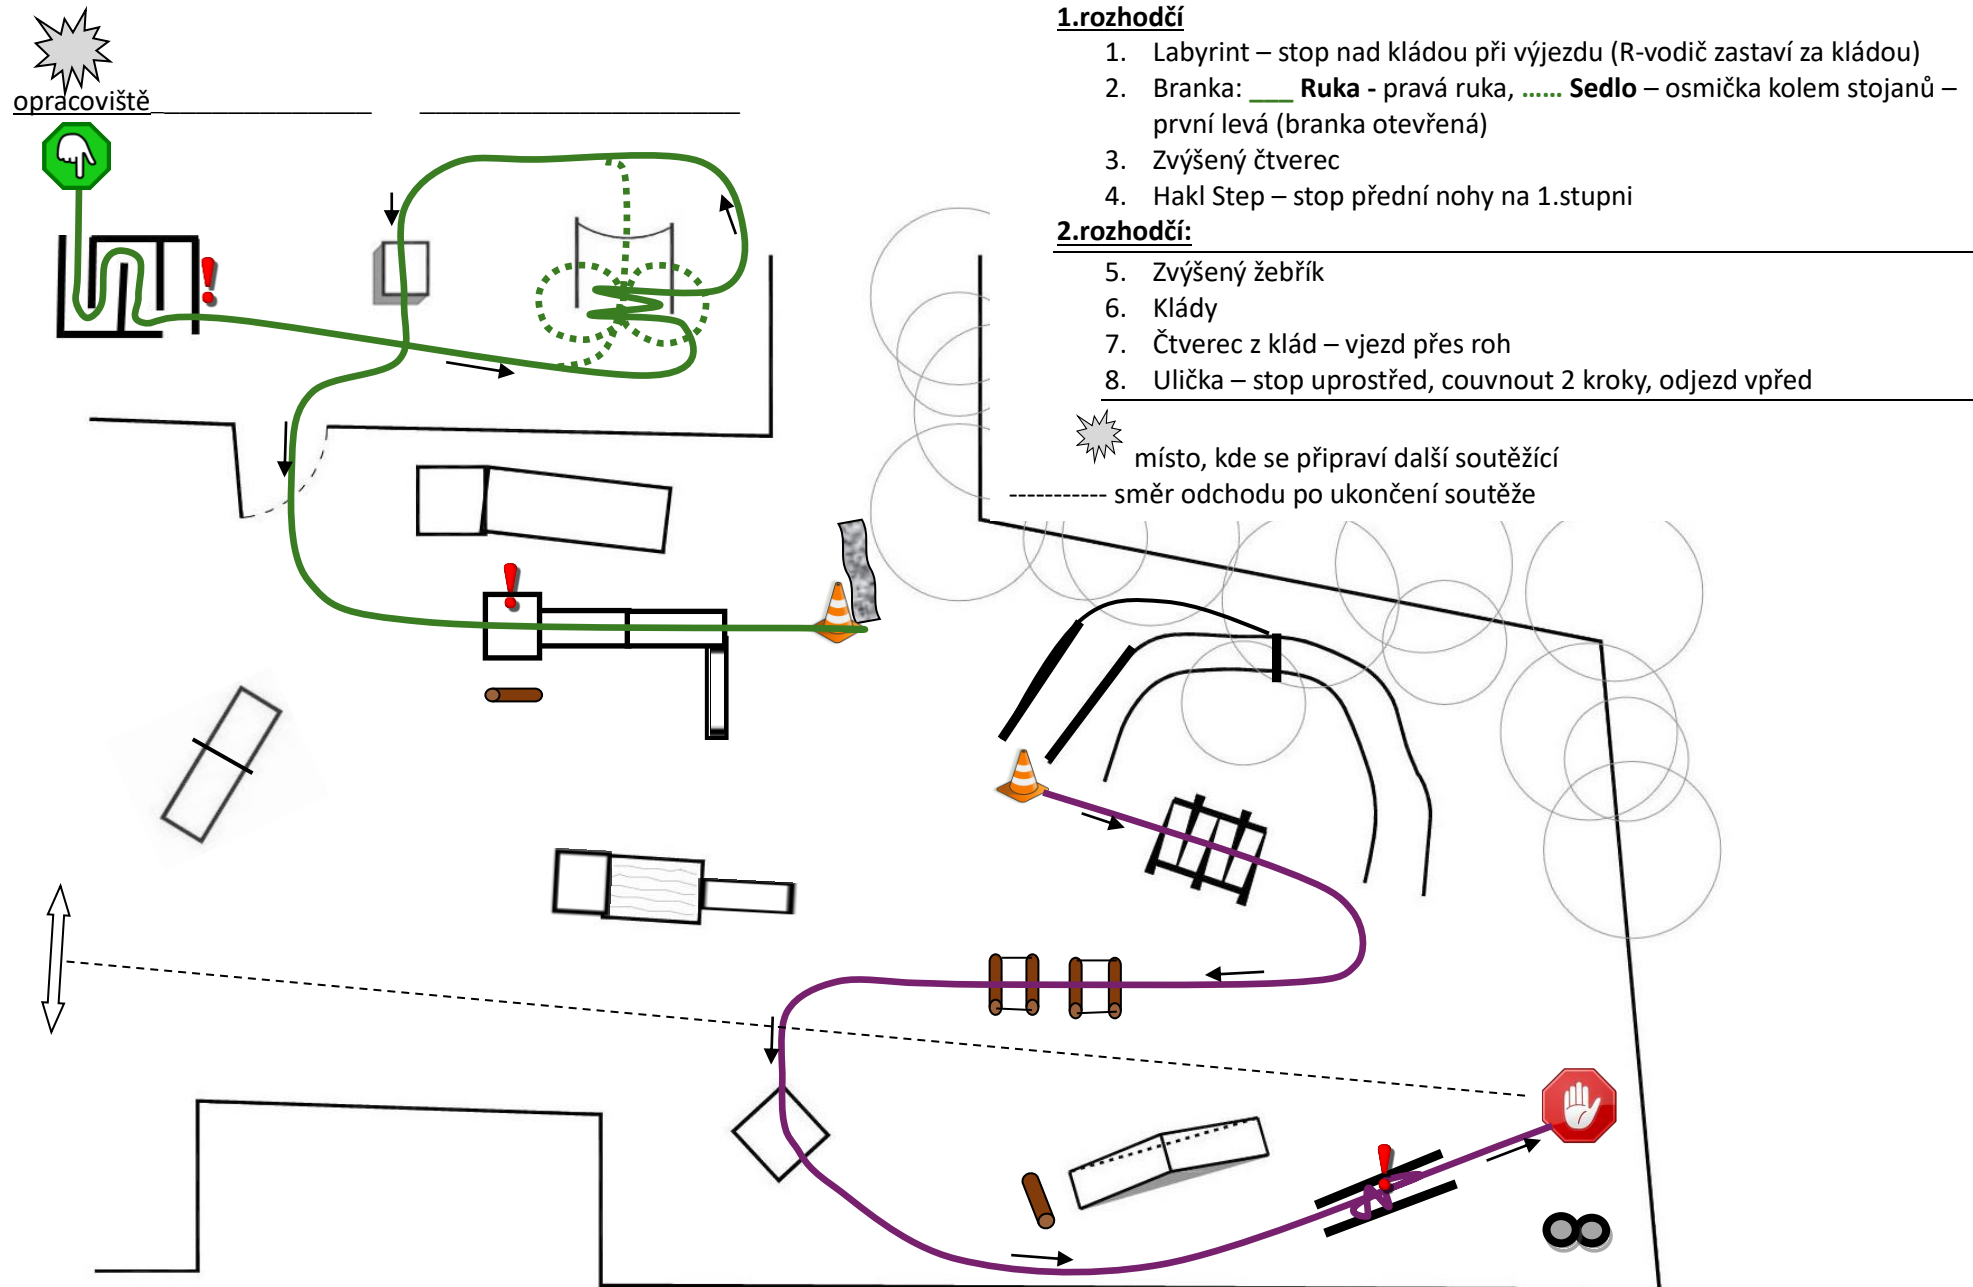 opracoviště
1.rozhodčí
1. Labyrint – stop nad kládou při výjezdu (R-vodič zastaví za kládou)
2. Branka: ___ Ruka - pravá ruka, ...... Sedlo – osmička kolem stojanů –
první levá (branka otevřená)
3. Zvýšený čtverec
4. Hakl Step – stop přední nohy na 1.stupni
2.rozhodčí:
5. Zvýšený žebřík
6. Klády
7. Čtverec z klád – vjezd přes roh
8. Ulička – stop uprostřed, couvnout 2 kroky, odjezd vpřed
místo, kde se připraví další soutěžící
----------- směr odchodu po ukončení soutěže